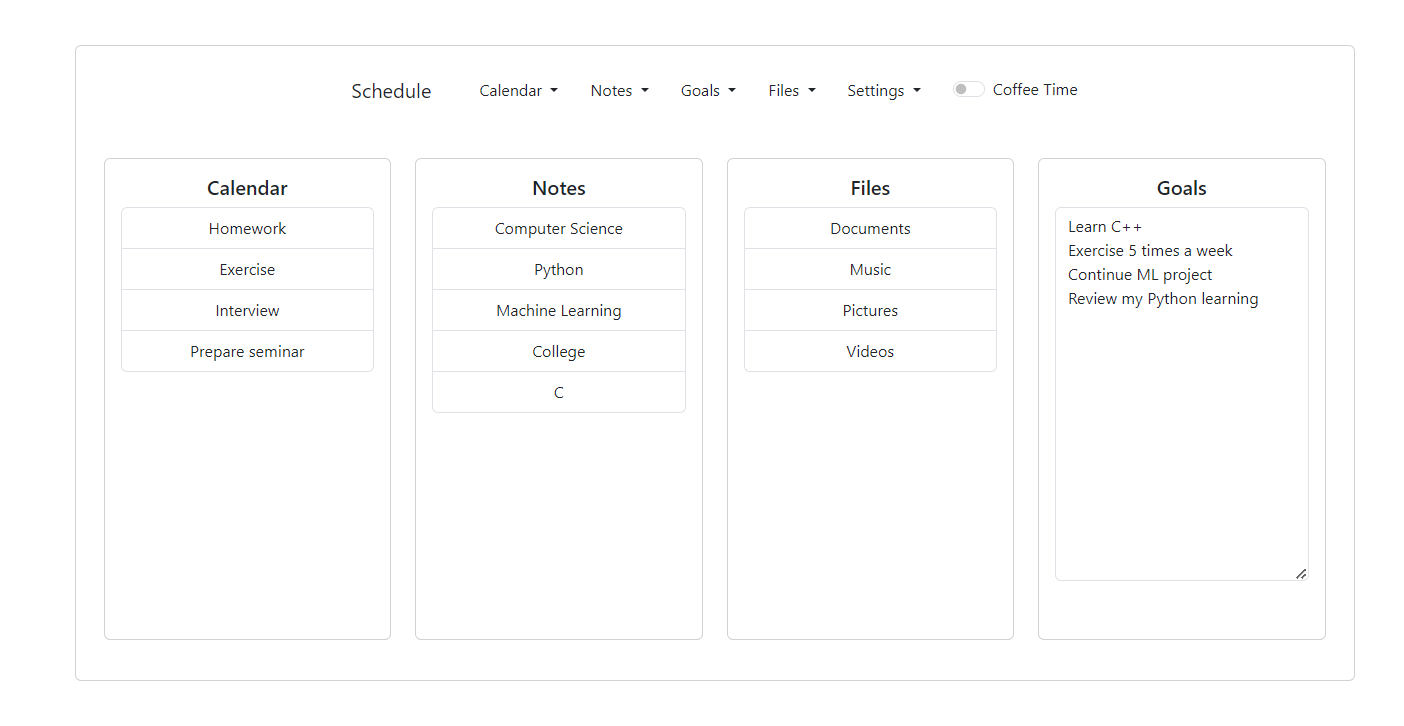 Schedule Calendar Notes Goals Files Settings Coffee Time
Calendar
Homework
Exercise
Interview
Prepare seminar
Notes
Computer Science
Python
Machine Learning
College
C
Files
Documents
Music
Pictures
Videos
Goals
Learn C++
Exercise 5 times a week
Continue ML project
Review my Python learning